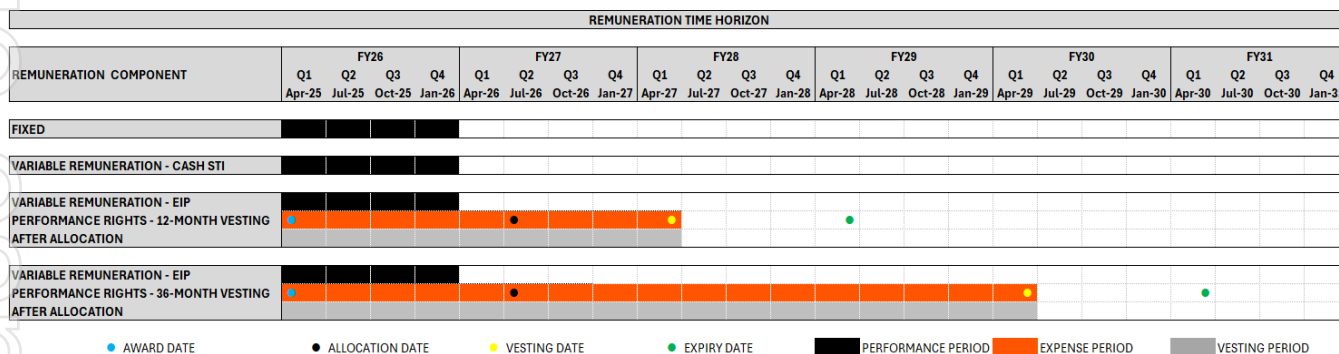 REMUNERATION TIME HORIZON
FY26 FY27 FY28 FY29 FY30 FY31
REMUNERATION COMPONENT Q1 Q2 Q3 Q4 Q1 Q2 Q3 Q4 Q1 Q2 Q3 Q4 Q1 Q2 Q3 Q4 Q1 Q2 Q3 Q4 Q1 Q2 Q3 Q4
Apr-25 Jul-25 Oct-25 Jan-26 Apr-26 Jul-26 Oct-26 Jan-27 Apr-27 Jul-27 Oct-27 Jan-28 Apr-28 Jul-28 Oct-28 Jan-29 Apr-29 Jul-29 Oct-29 Jan-30 Apr-30 Jul-30 Oct-30
FIXED
VARIABLE REMUNERATION - CASH STI
VARIABLE REMUNERATION - EIP
PERFORMANCE RIGHTS - 12-MONTH VESTING
AFTER ALLOCATION
VARIABLE REMUNERATION - EIP
PERFORMANCE RIGHTS - 36-MONTH VESTING
AFTER ALLOCATION
AWARD DATE ALLOCATION DATE VESTING DATE EXPIRY DATE PERFORMANCE PERIOD EXPENSE PERIOD VESTING PERIOD